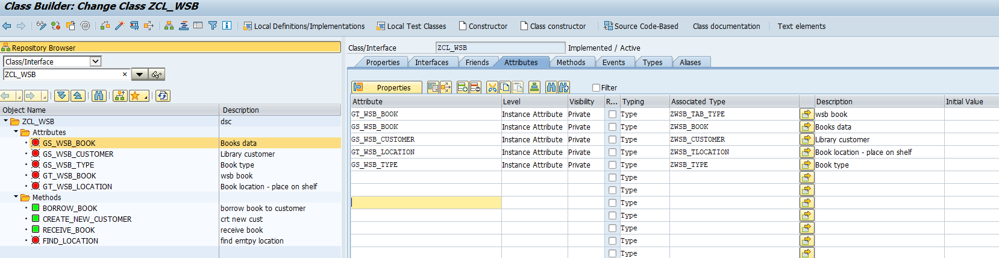 Class Builder: Change Class ZCL_WSB
Local Definitions/Implementations Local Test Classes Constructor Class constructor Source Code-Based Class documentation Text elements
Repository Browser
Class/Interface
ZCL_WSB
Object Name Description
ZCL_WSB dsc
Attributes
GS_WSB_BOOK Books data
GS_WSB_CUSTOMER Library customer
GS_WSB_TYPE Book type
GT_WSB_BOOK wsb book
GT_WSB_LOCATION Book location - place on shelf
Methods
BORROW_BOOK borrow book to customer
CREATE_NEW_CUSTOMER crt new cust
RECEIVE_BOOK receive book
FIND_LOCATION find emtpy location
Class/Interface ZCL_WSB Implemented / Active
Properties Interfaces Friends Attributes Methods Events Types Aliases
Properties Filter
Attribute Level Visibility R... Typing Associated Type Description Initial Value
GT_WSB_BOOK Instance Attribute Private Type ZWSB_TAB_TYPE wsb book
GS_WSB_BOOK Instance Attribute Private Type ZWSB_BOOK Books data
GS_WSB_CUSTOMER Instance Attribute Private Type ZWSB_CUSTOMER Library customer
GT_WSB_LOCATION Instance Attribute Private Type ZWSB_TLOCATION Book location - place on shelf
GS_WSB_TYPE Instance Attribute Private Type ZWSB_TYPE Book type
Type
Type
Type
Type
Type
Type
Type